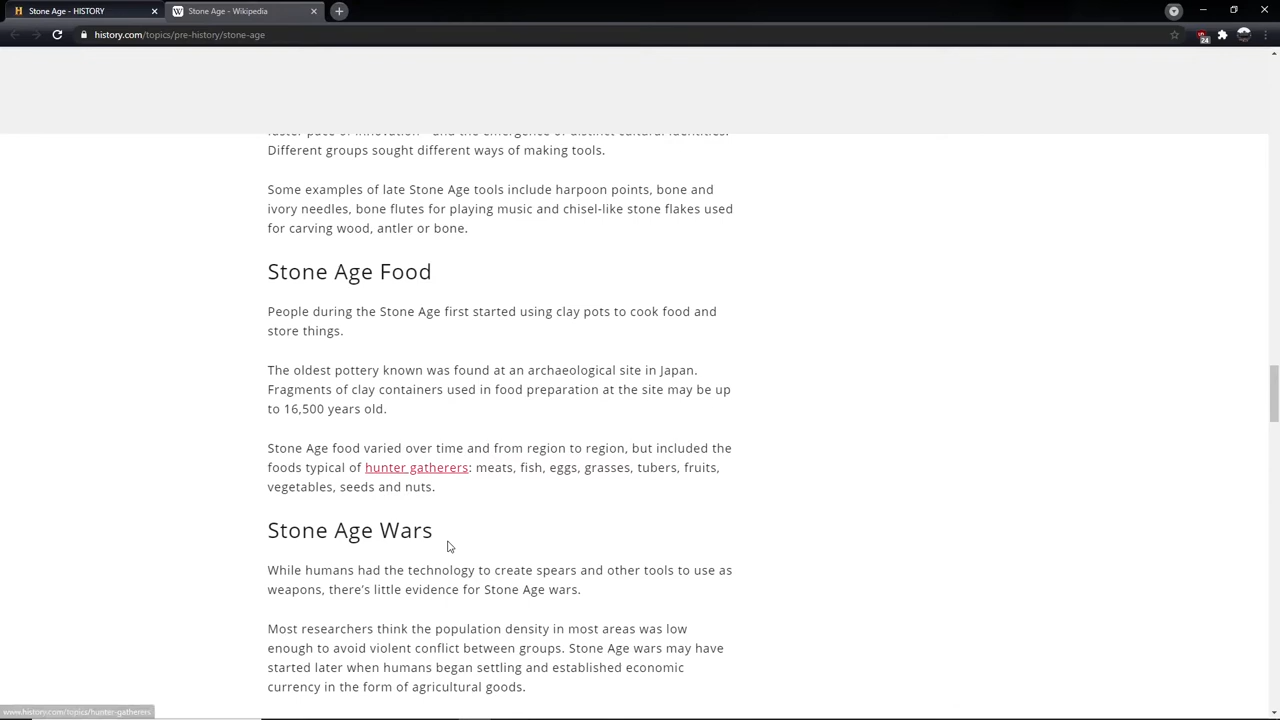 Stone Age - HISTORY
Stone Age - Wikipedia
history.com/topics/pre-history/stone-age
24
faster pace of innovation—and the emergence of distinct cultural identities.
Different groups sought different ways of making tools.
Some examples of late Stone Age tools include harpoon points, bone and
ivory needles, bone flutes for playing music and chisel-like stone flakes used
for carving wood, antler or bone.
Stone Age Food
People during the Stone Age first started using clay pots to cook food and
store things.
The oldest pottery known was found at an archaeological site in Japan.
Fragments of clay containers used in food preparation at the site may be up
to 16,500 years old.
Stone Age food varied over time and from region to region, but included the
foods typical of hunter gatherers: meats, fish, eggs, grasses, tubers, fruits,
vegetables, seeds and nuts.
Stone Age Wars
While humans had the technology to create spears and other tools to use as
weapons, there’s little evidence for Stone Age wars.
Most researchers think the population density in most areas was low
enough to avoid violent conflict between groups. Stone Age wars may have
started later when humans began settling and established economic
currency in the form of agricultural goods.
www.history.com/topics/hunter-gatherers